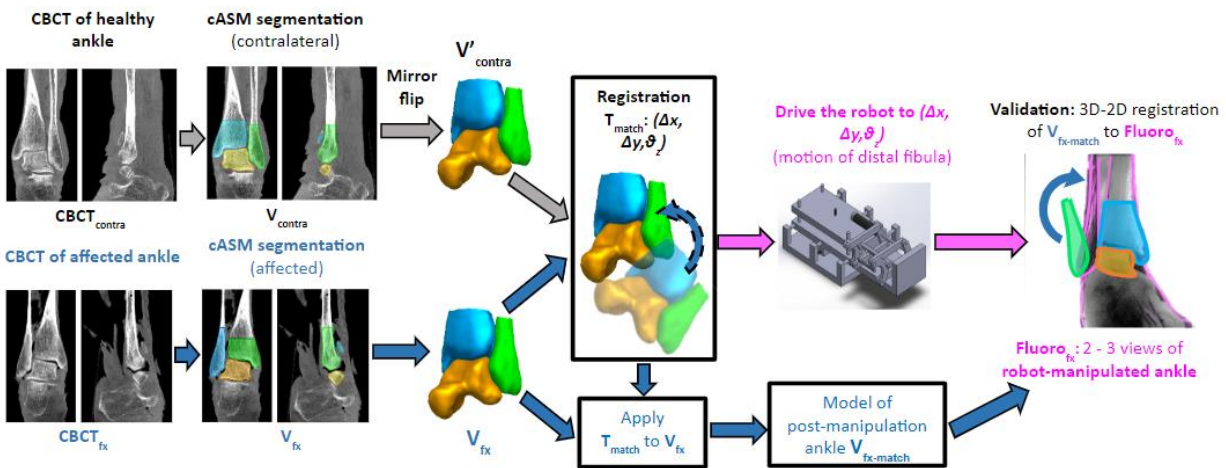 CBCT of healthy
ankle
cASM segmentation
(contralateral)
V'contra
Mirror
flip
CBCTcontra
Vcontra
Registration
Tmatch: (Δx,
Δy,ϑz)
Drive the robot to (Δx,
Δy,ϑz)
(motion of distal fibula)
Validation: 3D-2D registration
of Vfx-match to Fluorofx
CBCT of affected ankle
cASM segmentation
(affected)
CBCTfx
Vfx
Vfx
Apply
Tmatch to Vfx
Model of
post-manipulation
ankle Vfx-match
Fluorofx: 2 - 3 views of
robot-manipulated ankle